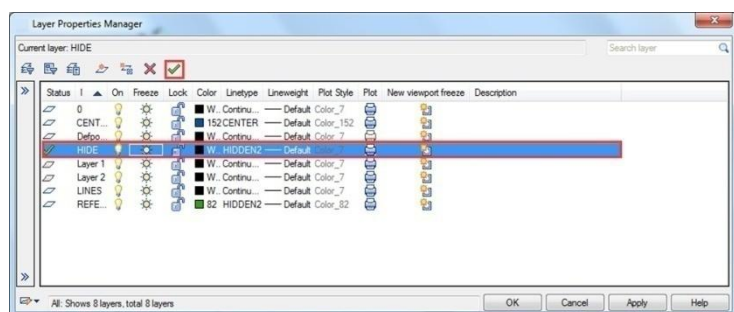 Layer Properties Manager
Current layer: HIDE
Search layer
Status 1 On Freeze Lock Color Linetype Lineweight Plot Style Plot New viewport freeze Description
0 W... Continu... Default Color_7
CENT... 152 CENTER Default Color_152
Defpo... W... Continu... Default Color_7
HIDE W... HIDDEN2 Default Color_7
Layer 1 W... Continu... Default Color_7
Layer 2 W... Continu... Default Color_7
LINES W... Continu... Default Color_7
REFE... 82 HIDDEN2 Default Color_82
All: Shows 8 layers, total 8 layers
OK Cancel Apply Help